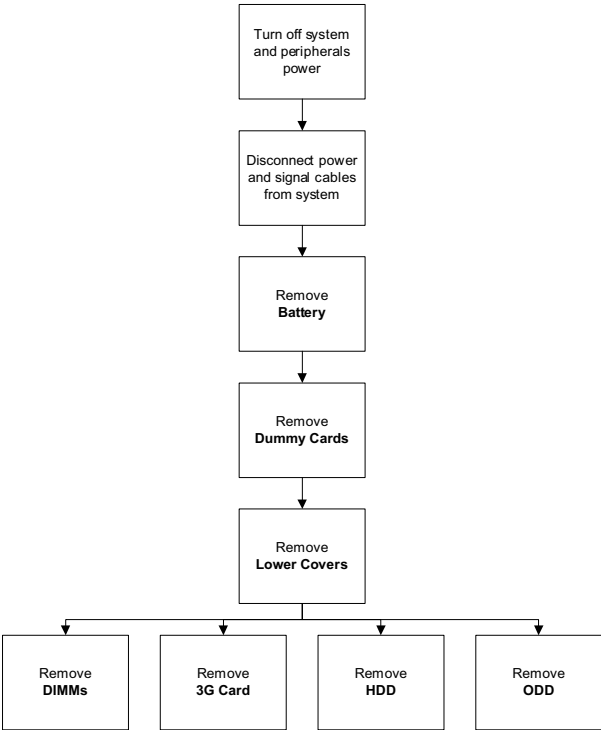 Turn off system
and peripherals
power
Disconnect power
and signal cables
from system
Remove
Battery
Remove
Dummy Cards
Remove
Lower Covers
Remove
DIMMs
Remove
3G Card
Remove
HDD
Remove
ODD